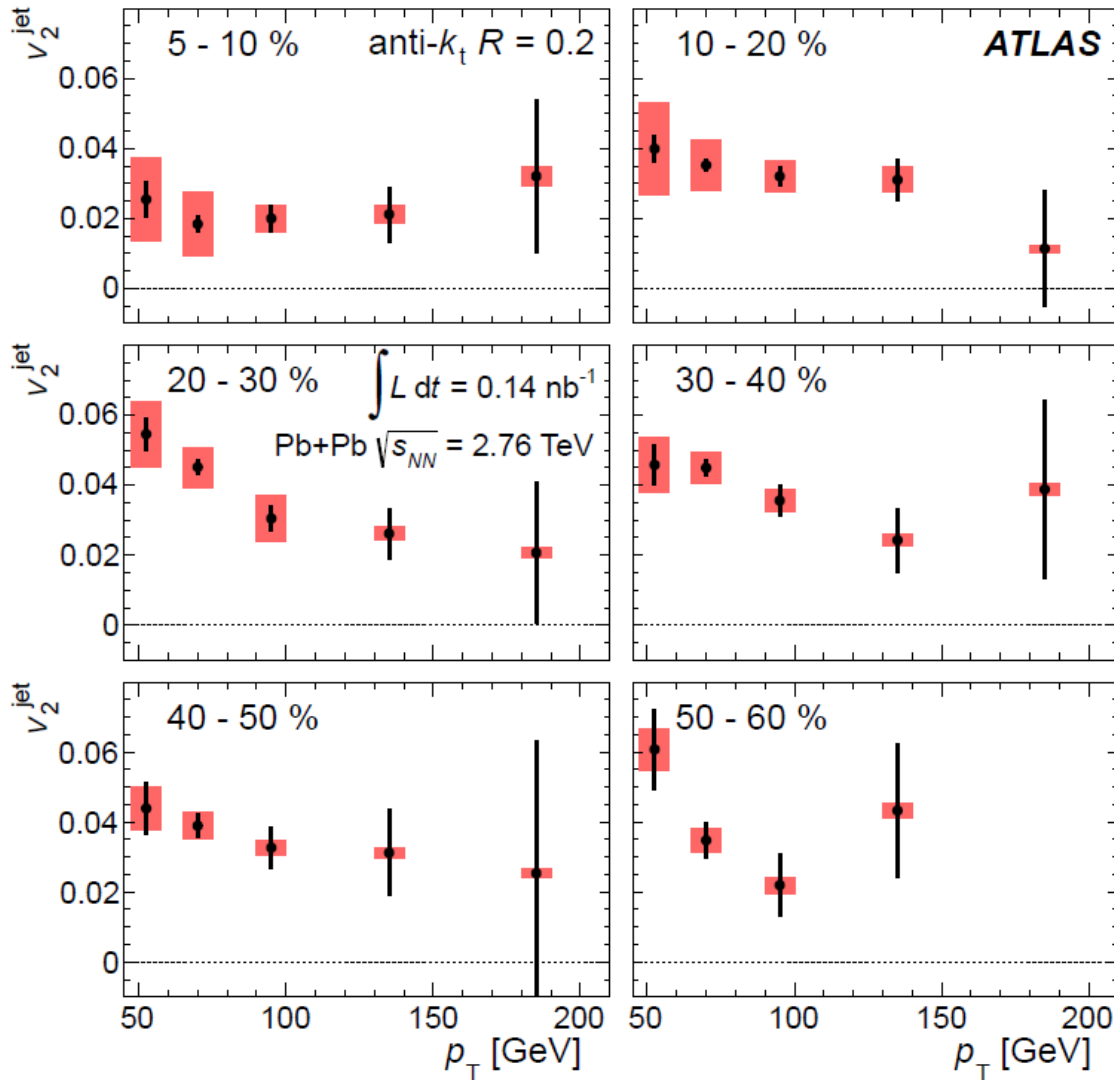 v₂ʲᵉᵗ
5 - 10 %
anti-kₜ R = 0.2
0.06
0.04
0.02
0
10 - 20 %
ATLAS
v₂ʲᵉᵗ
20 - 30 %
∫ L dt = 0.14 nb⁻¹
Pb+Pb √sNN = 2.76 TeV
0.06
0.04
0.02
0
30 - 40 %
v₂ʲᵉᵗ
40 - 50 %
0.06
0.04
0.02
0
50 100 150 200
p_T [GeV]
50 - 60 %
50 100 150 200
p_T [GeV]